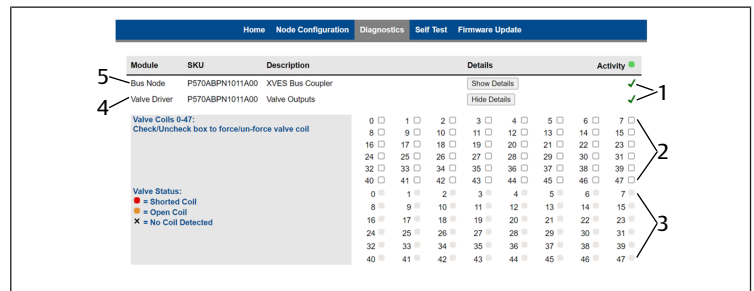 Home Node Configuration Diagnostics Self Test Firmware Update
Module SKU Description Details Activity
5 Bus Node P570ABPN1011A00 XVES Bus Coupler Show Details 1
4 Valve Driver P570ABPN1011A00 Valve Outputs Hide Details
Valve Coils 0-47: 0 1 2 3 4 5 6 7
Check/Uncheck box to force/un-force valve coil 8 9 10 11 12 13 14 15
16 17 18 19 20 21 22 23
2
24 25 26 27 28 29 30 31
32 33 34 35 36 37 38 39
40 41 42 43 44 45 46 47
Valve Status: 0 1 2 3 4 5 6 7
= Shorted Coil 8 9 10 11 12 13 14 15
= Open Coil
X = No Coil Detected 16 17 18 19 20 21 22 23
3
24 25 26 27 28 29 30 31
32 33 34 35 36 37 38 39
40 41 42 43 44 45 46 47